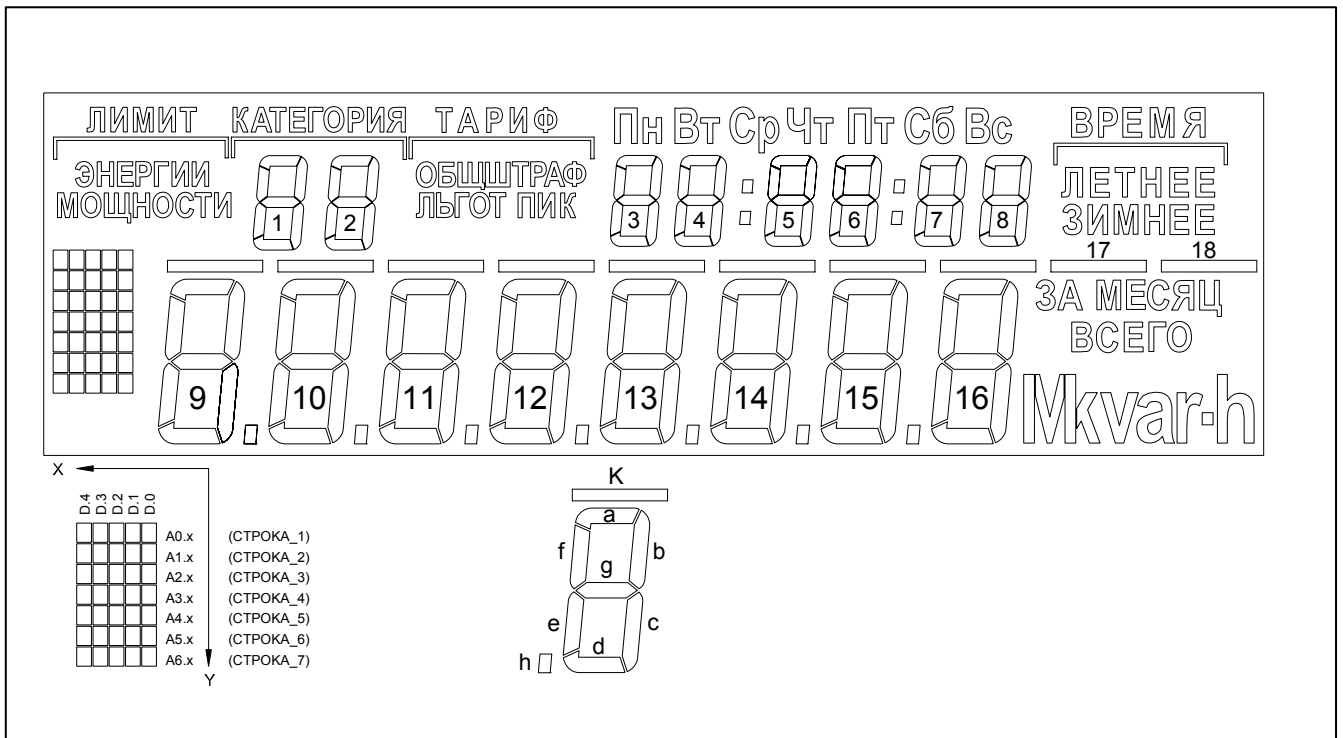 ЛИМИТ КАТЕГОРИЯ ТАРИФ Пн Вт Ср Чт Пт Сб Вс ВРЕМЯ
ЭНЕРГИИ ОБЩШТРАФ ЛЕТНЕЕ
МОЩНОСТИ ЛЬГОТ ПИК ЗИМНЕЕ
1 2 3 4 5 6 7 8
17 18
ЗА МЕСЯЦ
ВСЕГО
9 10 11 12 13 14 15 16 Mkvar·h
X K
D.4 D.3 D.2 D.1 D.0
A0.x (СТРОКА_1)
A1.x (СТРОКА_2)
A2.x (СТРОКА_3)
A3.x (СТРОКА_4)
A4.x (СТРОКА_5)
A5.x (СТРОКА_6)
A6.x (СТРОКА_7)
Y
a
f b
g
e c
d
h